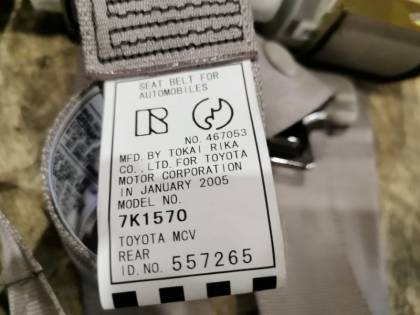 SEAT BELT FOR
AUTOMOBILES
R
NO. 467053
MFD. BY TOKAI RIKA
CO., LTD. FOR TOYOTA
MOTOR CORPORATION
IN JANUARY 2005
MODEL NO.
7K1570
TOYOTA MCV
REAR
ID. NO. 557265